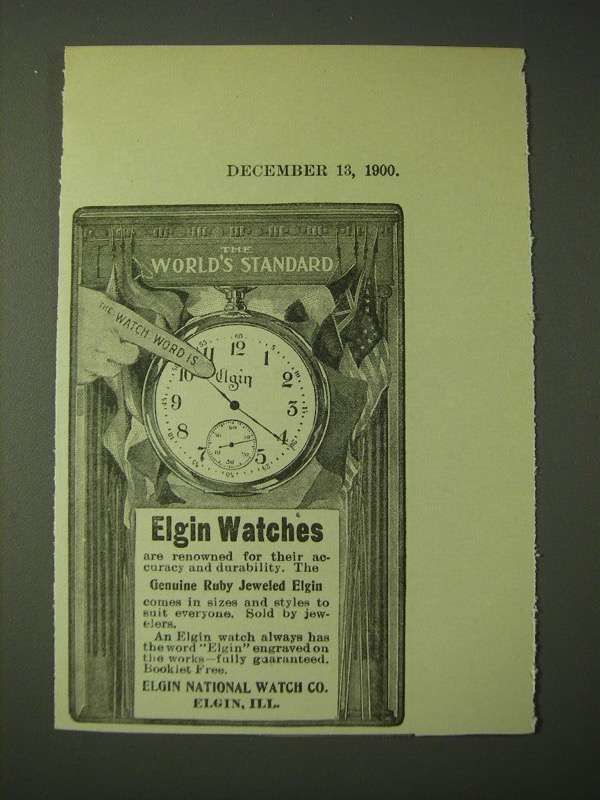 DECEMBER 13, 1900.
THE
WORLD'S STANDARD
THE WATCH WORD IS
Elgin
12
1
2
3
4
5
7
8
9
10
11
60
Elgin Watches
are renowned for their ac-
curacy and durability. The
Genuine Ruby Jeweled Elgin
comes in sizes and styles to
suit everyone. Sold by jew-
elers.
An Elgin watch always has
the word "Elgin" engraved on
the works—fully guaranteed.
Booklet Free.
ELGIN NATIONAL WATCH CO.
ELGIN, ILL.